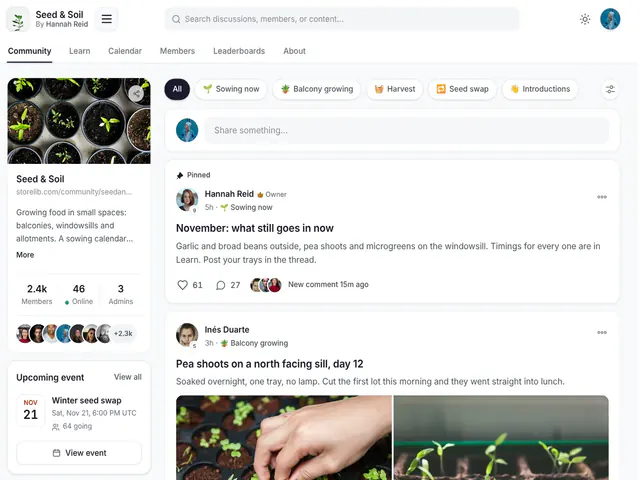 Seed & Soil
By Hannah Reid
Search discussions, members, or content...
Community
Learn
Calendar
Members
Leaderboards
About
Seed & Soil
storelib.com/community/seedan...
Growing food in small spaces:
balconies, windowsills and
allotments. A sowing calendar...
More
2.4k
Members
46
Online
3
Admins
+2.3k
Upcoming event
View all
NOV
21
Winter seed swap
Sat, Nov 21, 6:00 PM UTC
64 going
View event
All
Sowing now
Balcony growing
Harvest
Seed swap
Introductions
Share something...
Pinned
Hannah Reid
Owner
9
5h · Sowing now
November: what still goes in now
Garlic and broad beans outside, pea shoots and microgreens on the windowsill. Timings for every one are in
Learn. Post your trays in the thread.
61
27
New comment 15m ago
Inés Duarte
5
3h · Balcony growing
Pea shoots on a north facing sill, day 12
Soaked overnight, one tray, no lamp. Cut the first lot this morning and they went straight into lunch.